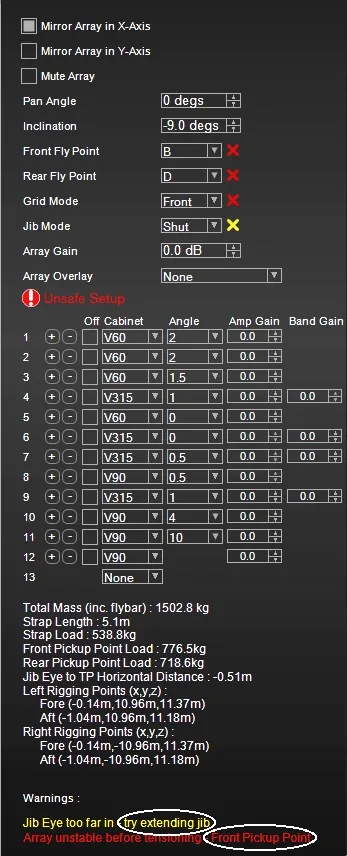 Mirror Array in X-Axis
Mirror Array in Y-Axis
Mute Array
Pan Angle 0 degs
Inclination -9.0 degs
Front Fly Point B
Rear Fly Point D
Grid Mode Front
Jib Mode Shut
Array Gain 0.0 dB
Array Overlay None
Unsafe Setup
Off Cabinet Angle Amp Gain Band Gain
1 + - V60 2 0.0
2 + - V60 2 0.0
3 + - V60 1.5 0.0
4 + - V315 1 0.0 0.0
5 + - V60 0 0.0
6 + - V315 0 0.0 0.0
7 + - V315 0.5 0.0 0.0
8 + - V90 0.5 0.0
9 + - V315 1 0.0 0.0
10 + - V90 4 0.0
11 + - V90 10 0.0
12 + - V90 0.0
13 None
Total Mass (inc. flybar) : 1502.8 kg
Strap Length : 5.1m
Strap Load : 538.8kg
Front Pickup Point Load : 776.5kg
Rear Pickup Point Load : 718.6kg
Jib Eye to TP Horizontal Distance : -0.51m
Left Rigging Points (x,y,z) :
Fore (-0.14m,10.96m,11.37m)
Aft (-1.04m,10.96m,11.18m)
Right Rigging Points (x,y,z) :
Fore (-0.14m,-10.96m,11.37m)
Aft (-1.04m,-10.96m,11.18m)
Warnings :
Jib Eye too far in - try extending jib
Array unstable before tensioning : Front Pickup Point